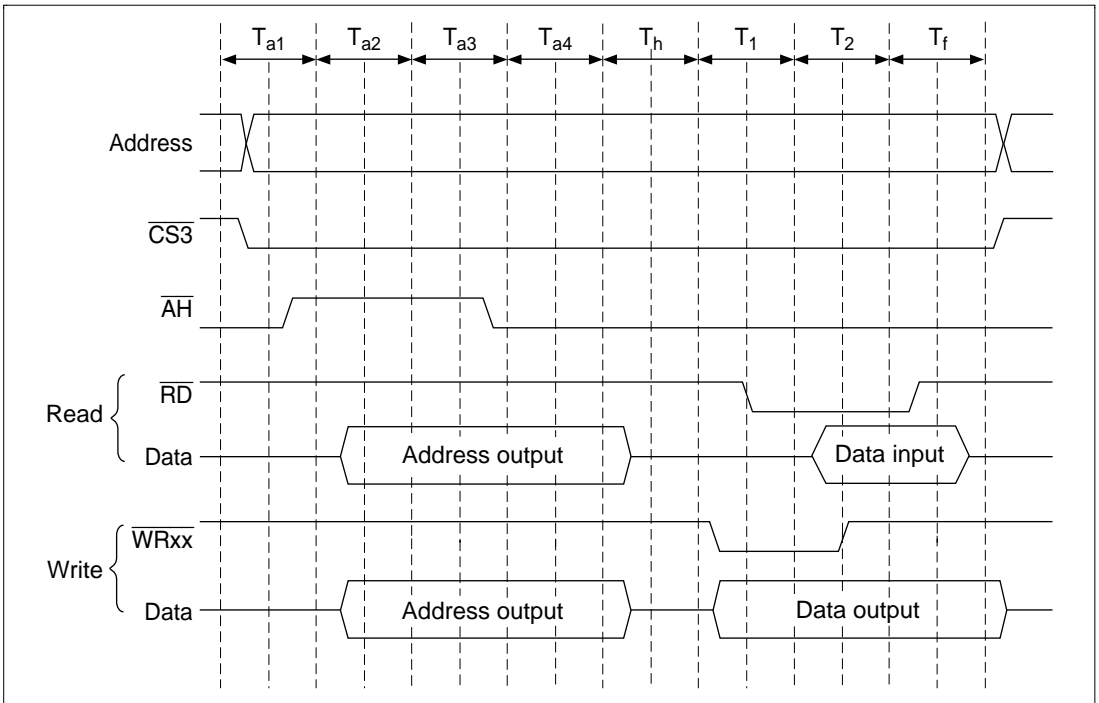 Ta1 Ta2 Ta3 Ta4 Th T1 T2 Tf
Address
CS3
AH
Read
RD
Data Address output Data input
Write
WRxx
Data Address output Data output